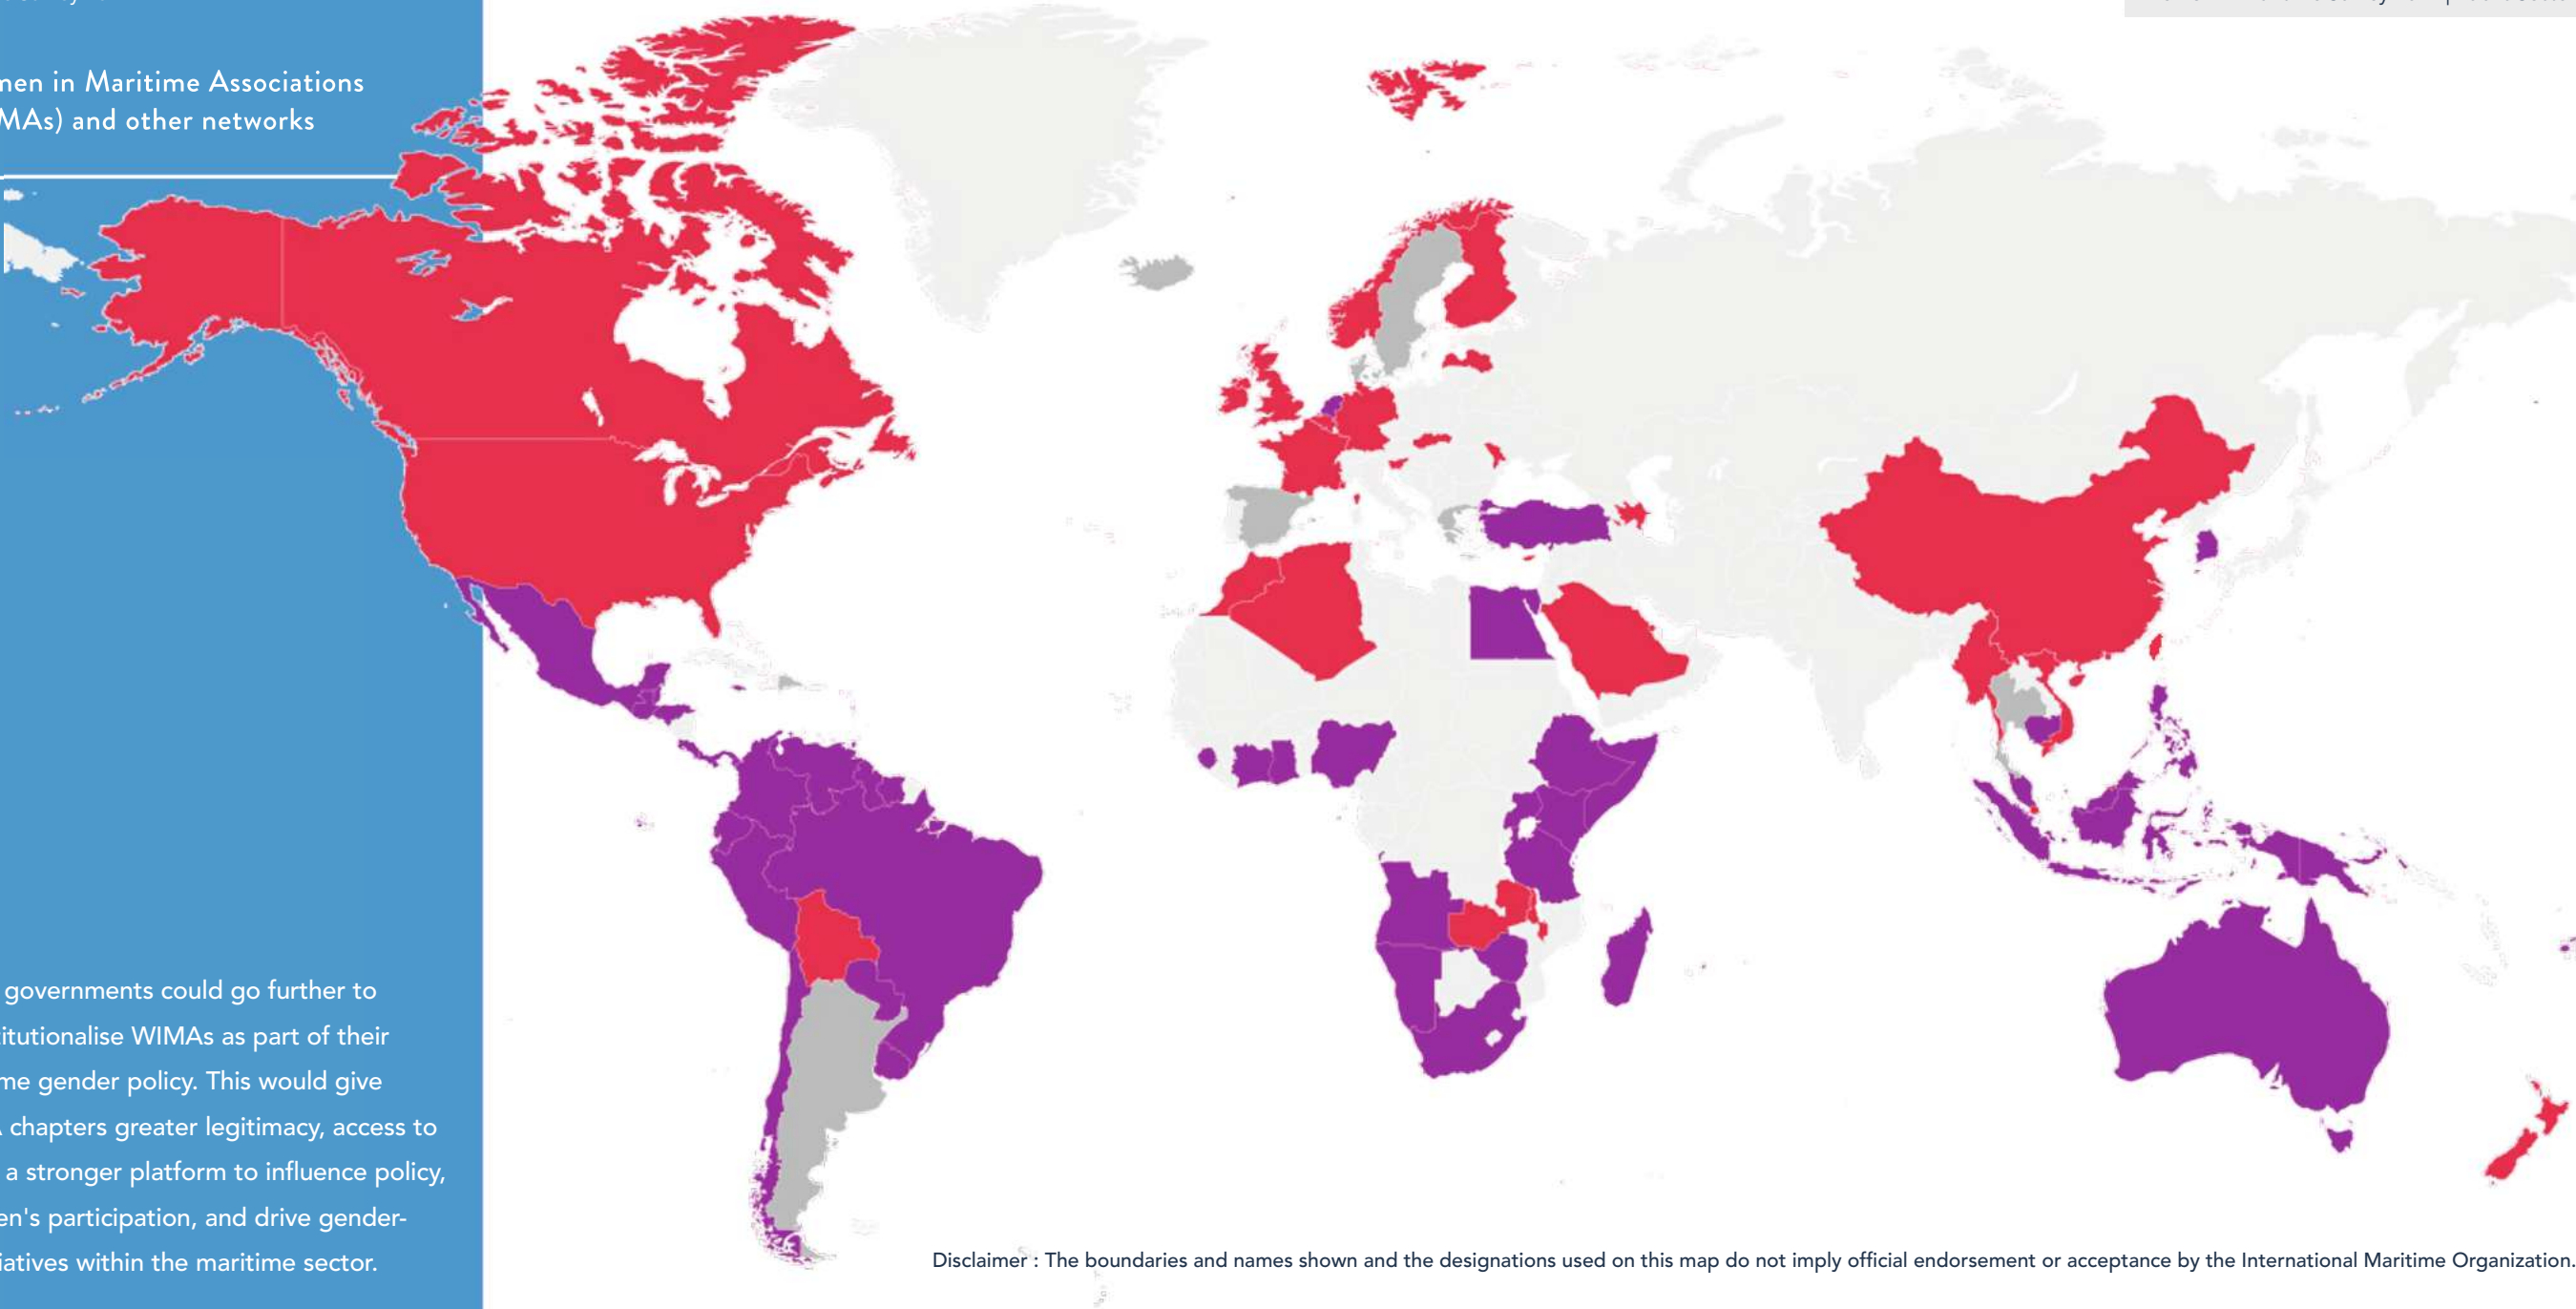 men in Maritime Associations
MAs) and other networks
governments could go further to
titutionalise WIMAs as part of their
me gender policy. This would give
chapters greater legitimacy, access to
a stronger platform to influence policy,
en's participation, and drive gender-
iatives within the maritime sector.
Disclaimer : The boundaries and names shown and the designations used on this map do not imply official endorsement or acceptance by the International Maritime Organization.